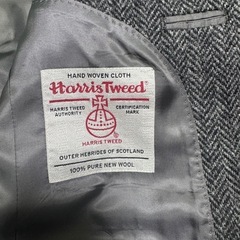 HAND WOVEN CLOTH
Harris Tweed
HARRIS TWEED CERTIFICATION
AUTHORITY MARK
HARRIS TWEED
OUTER HEBRIDES OF SCOTLAND
100% PURE NEW WOOL